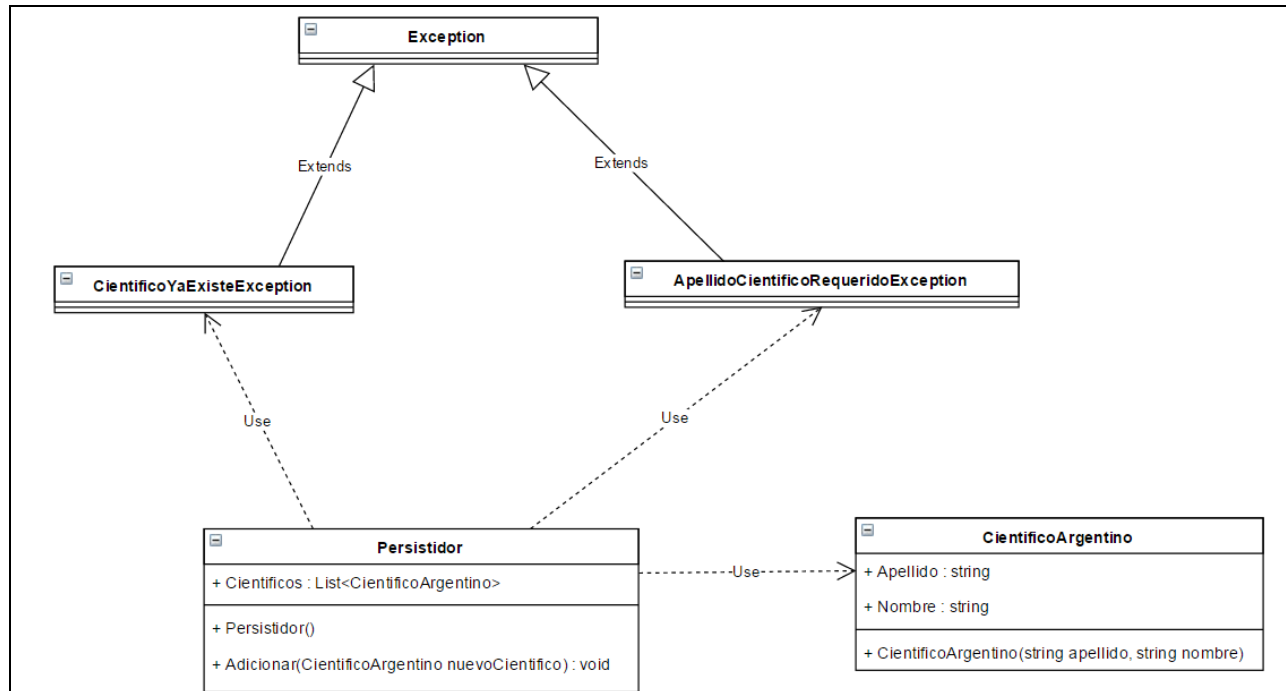 Exception
Extends
Extends
CientificoYaExisteException
ApellidoCientificoRequeridoException
Use
Use
Persistidor
+ Cientificos : List<CientificoArgentino>
+ Persistidor()
+ Adicionar(CientificoArgentino nuevoCientifico) : void
Use
CientificoArgentino
+ Apellido : string
+ Nombre : string
+ CientificoArgentino(string apellido, string nombre)